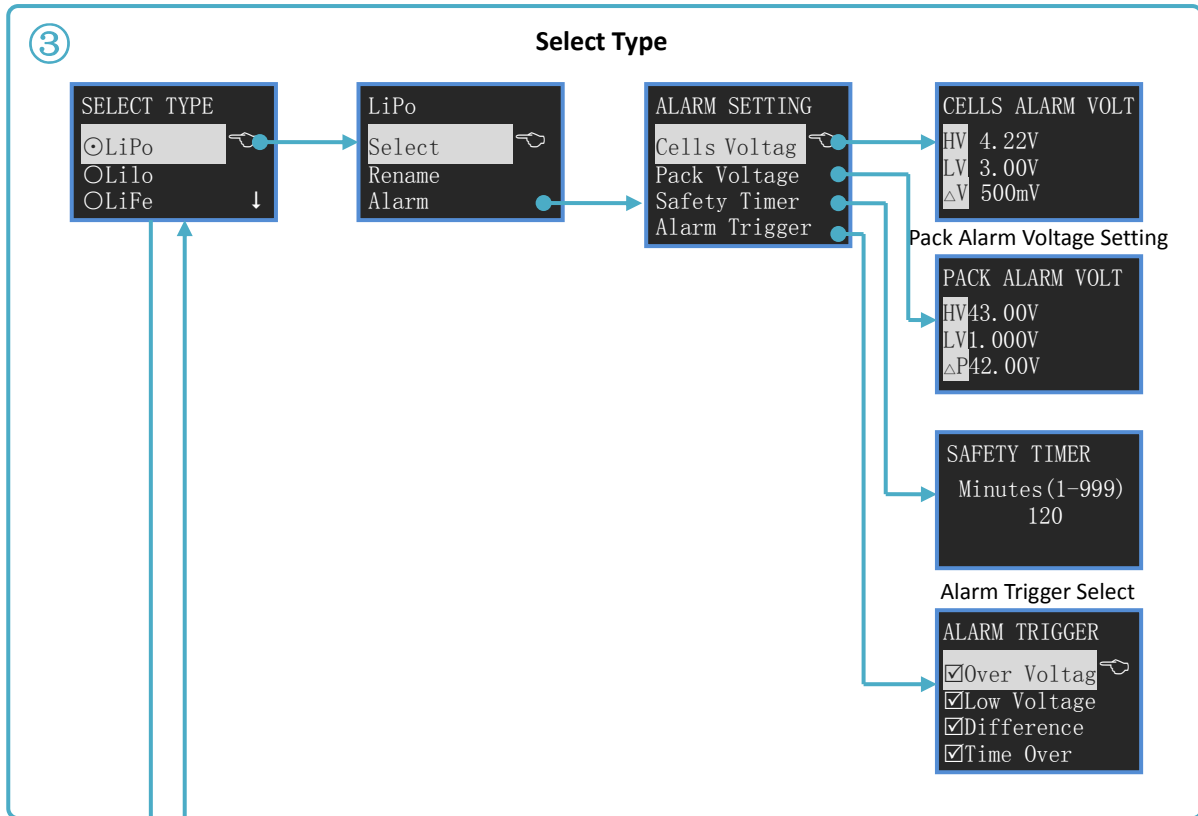 ③
Select Type
SELECT TYPE
⊙LiPo
○LiIo
○LiFe ↓
LiPo
Select
Rename
Alarm
ALARM SETTING
Cells Voltag
Pack Voltage
Safety Timer
Alarm Trigger
CELLS ALARM VOLT
HV 4.22V
LV 3.00V
△V 500mV
Pack Alarm Voltage Setting
PACK ALARM VOLT
HV43.00V
LV1.000V
△P42.00V
SAFETY TIMER
Minutes(1-999)
120
Alarm Trigger Select
ALARM TRIGGER
☑Over Voltag
☑Low Voltage
☑Difference
☑Time Over